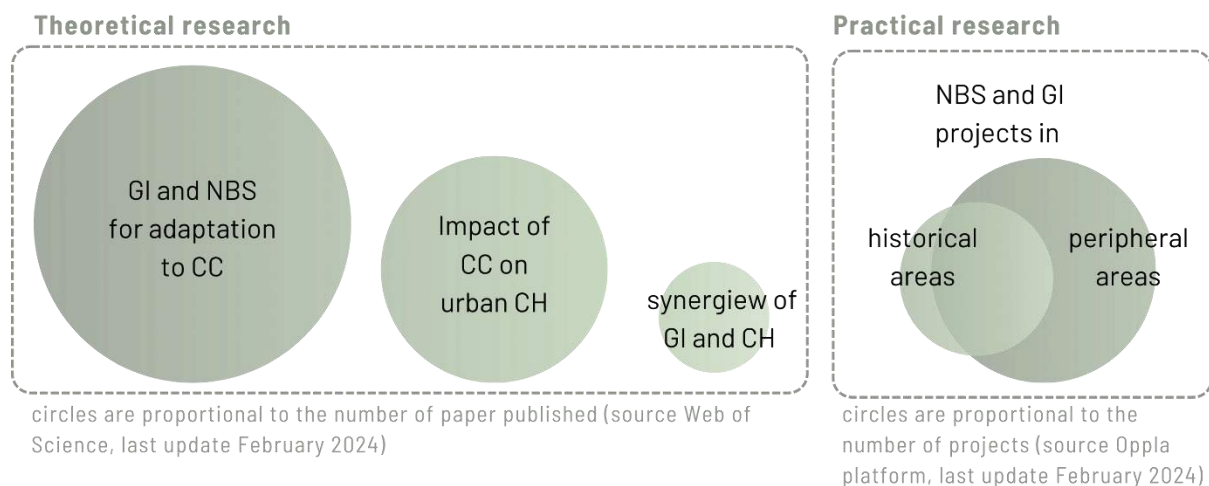 Theoretical research
GI and NBS
for adaptation
to CC
Impact of
CC on
urban CH
synergiew of
GI and CH
circles are proportional to the number of paper published (source Web of
Science, last update February 2024)
Practical research
NBS and GI
projects in
historical
areas
peripheral
areas
circles are proportional to the
number of projects (source Oppla
platform, last update February 2024)